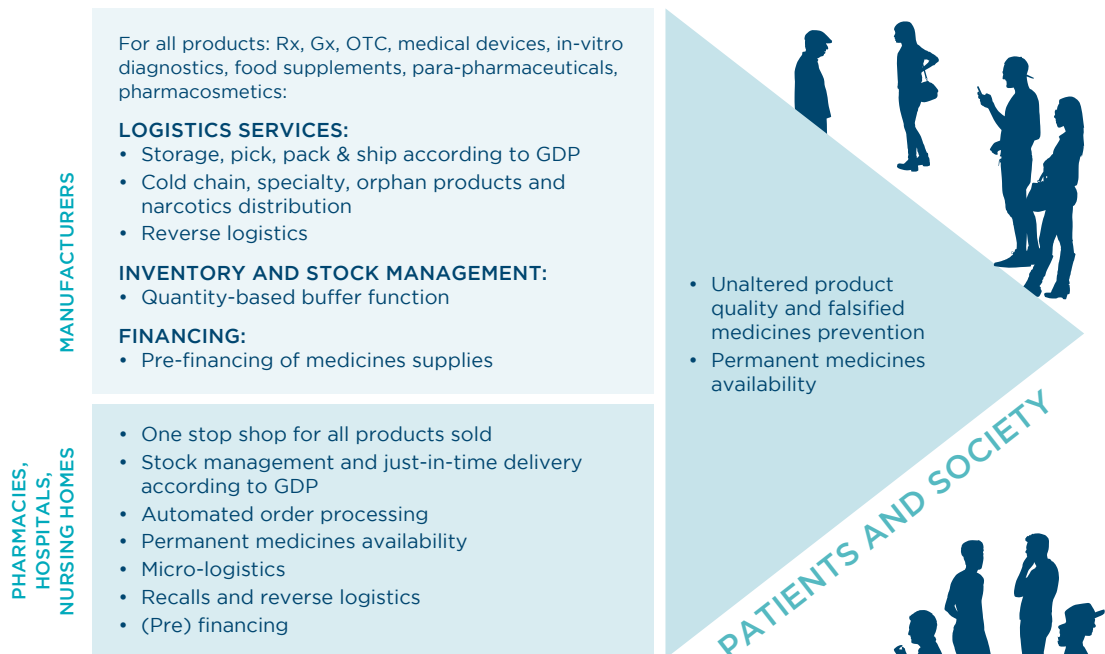 MANUFACTURERS
For all products: Rx, Gx, OTC, medical devices, in-vitro
diagnostics, food supplements, para-pharmaceuticals,
pharmacosmetics:
LOGISTICS SERVICES:
• Storage, pick, pack & ship according to GDP
• Cold chain, specialty, orphan products and
narcotics distribution
• Reverse logistics
INVENTORY AND STOCK MANAGEMENT:
• Quantity-based buffer function
FINANCING:
• Pre-financing of medicines supplies
PHARMACIES,
HOSPITALS,
NURSING HOMES
• One stop shop for all products sold
• Stock management and just-in-time delivery
according to GDP
• Automated order processing
• Permanent medicines availability
• Micro-logistics
• Recalls and reverse logistics
• (Pre) financing
• Unaltered product
quality and falsified
medicines prevention
• Permanent medicines
availability
PATIENTS AND SOCIETY